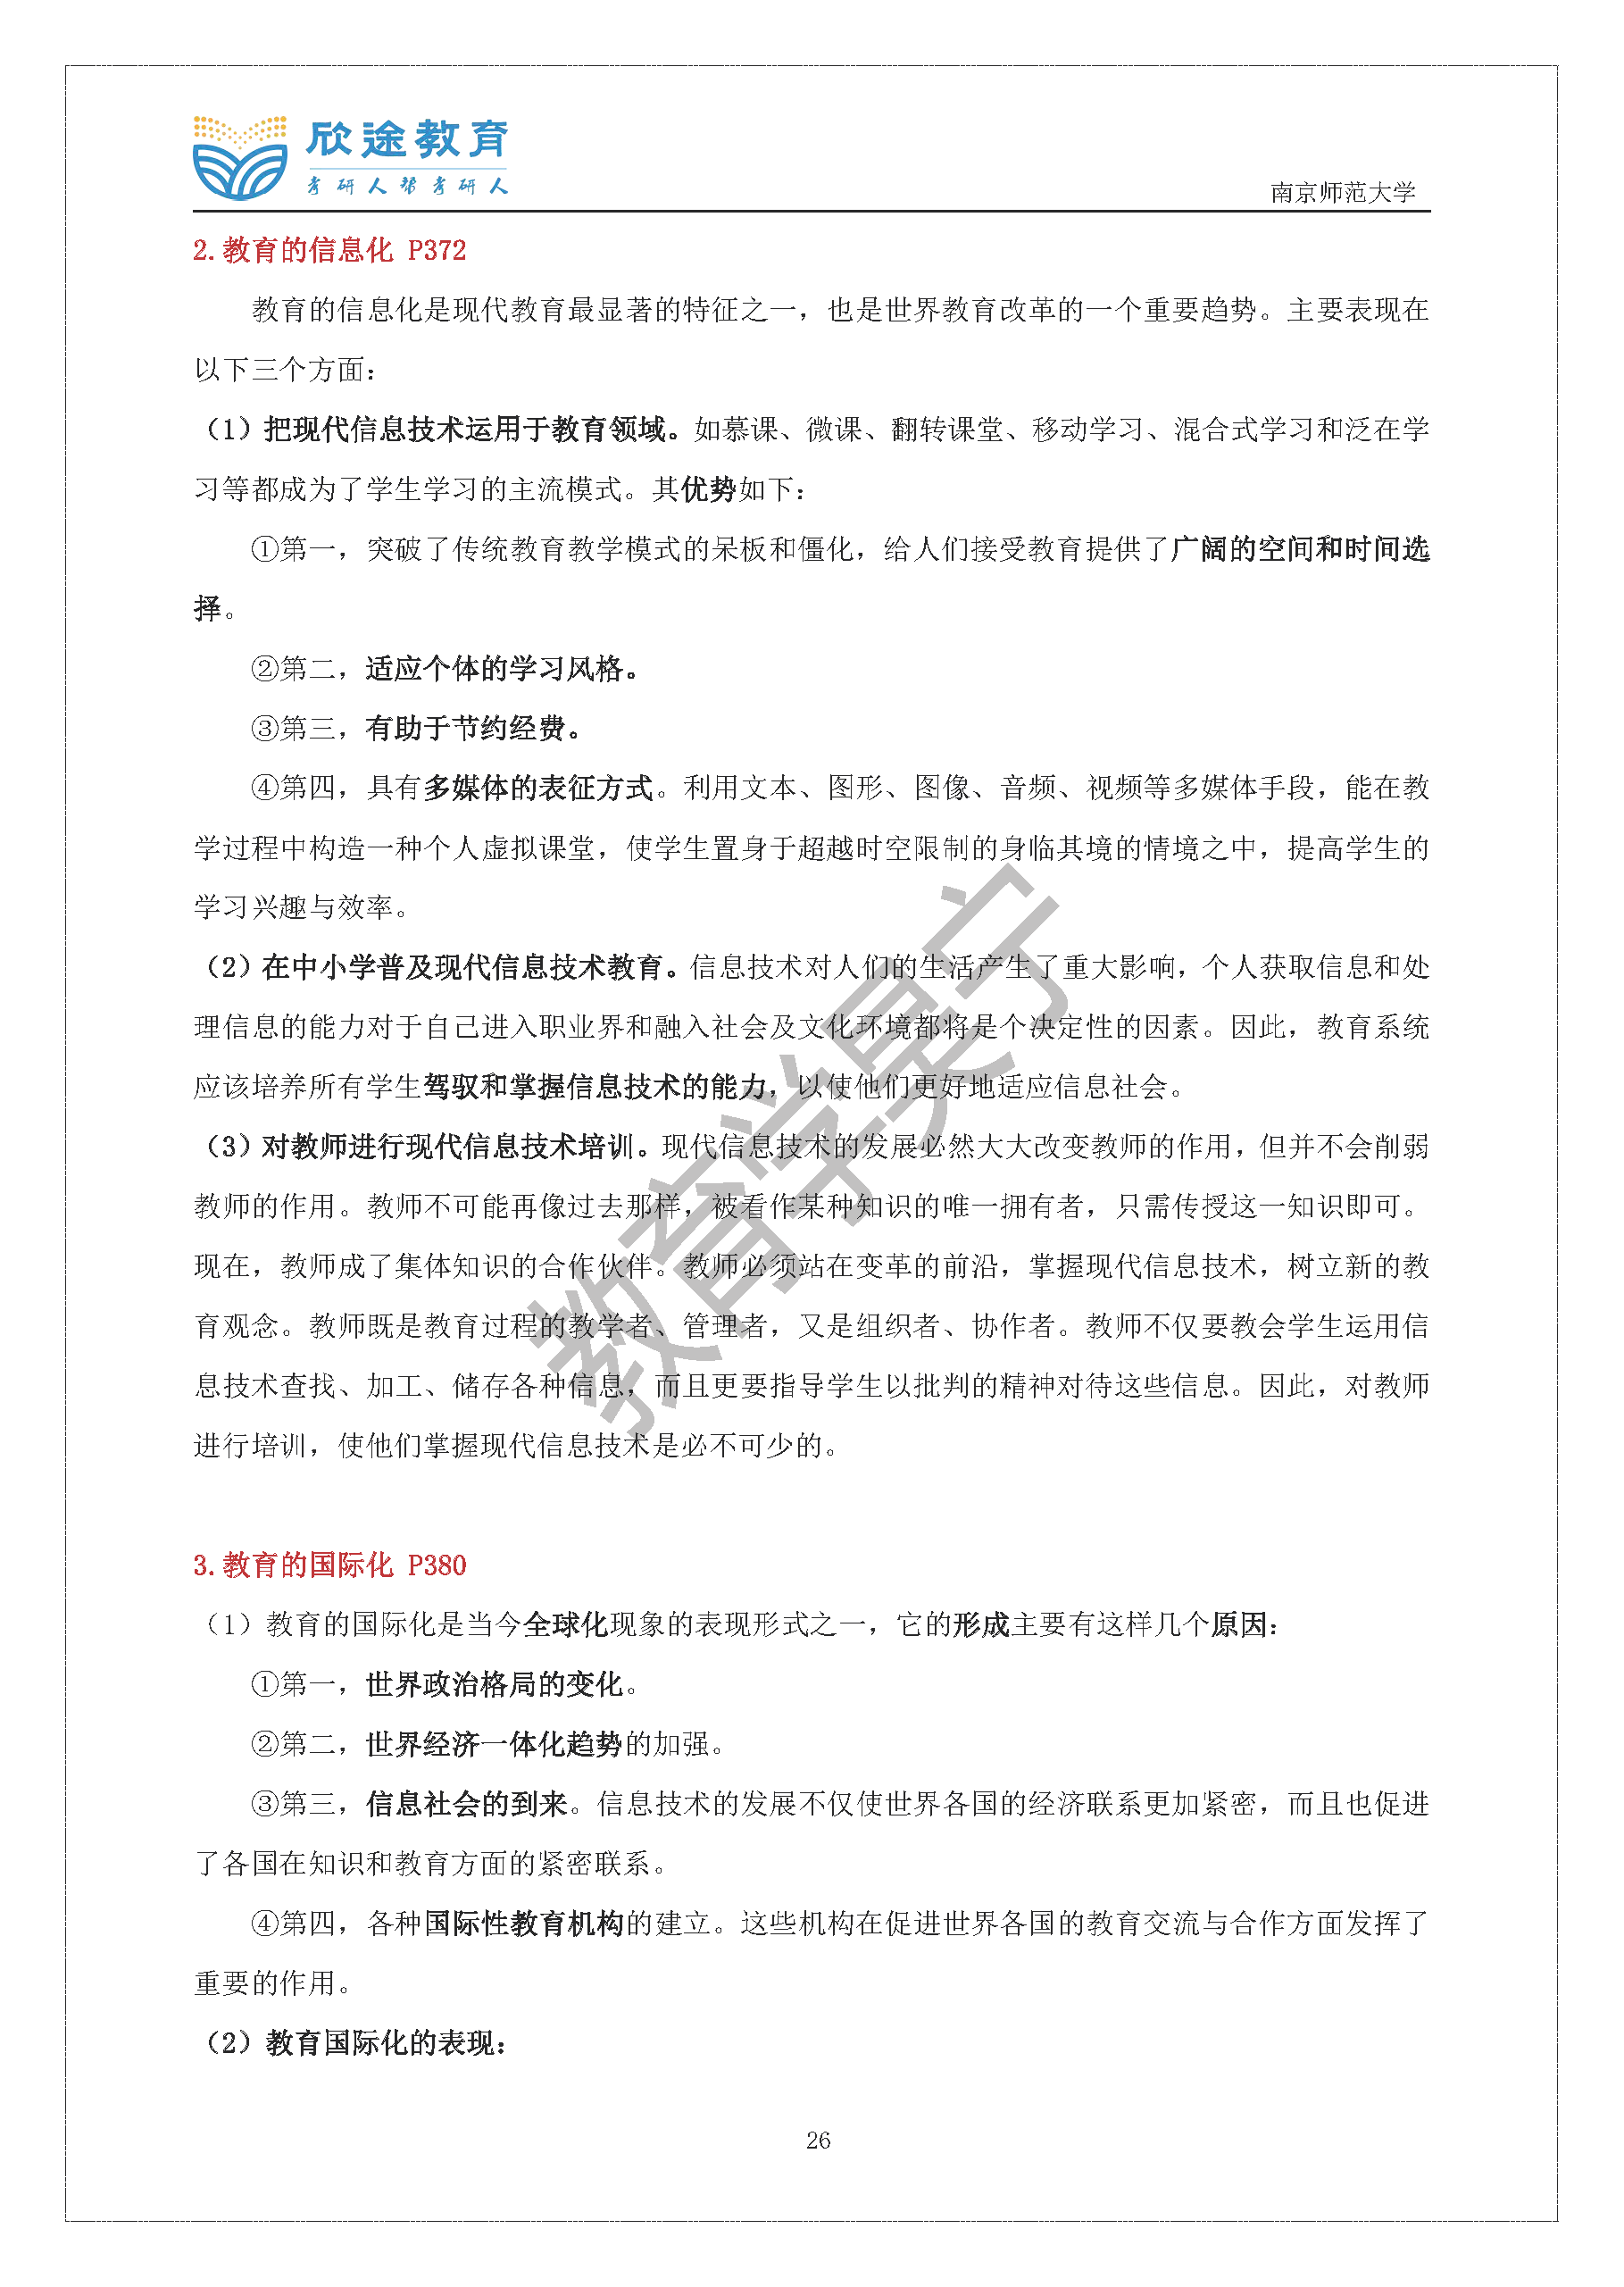 欣途教育
考研人帮考研人
南京师范大学
2.教育的信息化 P372
教育的信息化是现代教育最显著的特征之一，也是世界教育改革的一个重要趋势。主要表现在
以下三个方面：
（1）把现代信息技术运用于教育领域。如慕课、微课、翻转课堂、移动学习、混合式学习和泛在学
习等都成为了学生学习的主流模式。其优势如下：
①第一，突破了传统教育教学模式的呆板和僵化，给人们接受教育提供了广阔的空间和时间选
择。
②第二，适应个体的学习风格。
③第三，有助于节约经费。
④第四，具有多媒体的表征方式。利用文本、图形、图像、音频、视频等多媒体手段，能在教
学过程中构造一种个人虚拟课堂，使学生置身于超越时空限制的身临其境的情境之中，提高学生的
学习兴趣与效率。
（2）在中小学普及现代信息技术教育。信息技术对人们的生活产生了重大影响，个人获取信息和处
理信息的能力对于自己进入职业界和融入社会及文化环境都将是个决定性的因素。因此，教育系统
应该培养所有学生驾驭和掌握信息技术的能力，以使他们更好地适应信息社会。
（3）对教师进行现代信息技术培训。现代信息技术的发展必然大大改变教师的作用，但并不会削弱
教师的作用。教师不可能再像过去那样，被看作某种知识的唯一拥有者，只需传授这一知识即可。
现在，教师成了集体知识的合作伙伴。教师必须站在变革的前沿，掌握现代信息技术，树立新的教
育观念。教师既是教育过程的教学者、管理者，又是组织者、协作者。教师不仅要教会学生运用信
息技术查找、加工、储存各种信息，而且更要指导学生以批判的精神对待这些信息。因此，对教师
进行培训，使他们掌握现代信息技术是必不可少的。
3.教育的国际化 P380
（1）教育的国际化是当今全球化现象的表现形式之一，它的形成主要有这样几个原因：
①第一，世界政治格局的变化。
②第二，世界经济一体化趋势的加强。
③第三，信息社会的到来。信息技术的发展不仅使世界各国的经济联系更加紧密，而且也促进
了各国在知识和教育方面的紧密联系。
④第四，各种国际性教育机构的建立。这些机构在促进世界各国的教育交流与合作方面发挥了
重要的作用。
（2）教育国际化的表现：
26
教育学昊宁